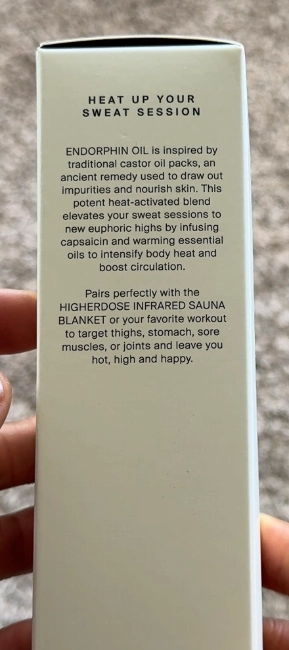 HEAT UP YOUR
SWEAT SESSION
ENDORPHIN OIL is inspired by
traditional castor oil packs, an
ancient remedy used to draw out
impurities and nourish skin. This
potent heat-activated blend
elevates your sweat sessions to
new euphoric highs by infusing
capsaicin and warming essential
oils to intensify body heat and
boost circulation.
Pairs perfectly with the
HIGHERDOSE INFRARED SAUNA
BLANKET or your favorite workout
to target thighs, stomach, sore
muscles, or joints and leave you
hot, high and happy.